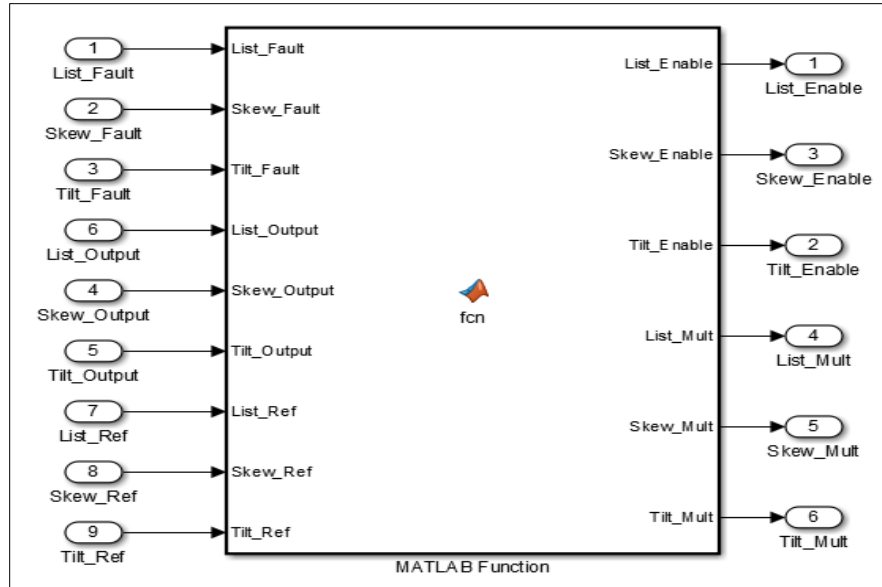 1
List_Fault
2
Skew_Fault
3
Tilt_Fault
6
List_Output
4
Skew_Output
5
Tilt_Output
7
List_Ref
8
Skew_Ref
9
Tilt_Ref
List_Fault
Skew_Fault
Tilt_Fault
List_Output
Skew_Output
Tilt_Output
List_Ref
Skew_Ref
Tilt_Ref
fcn
List_Enable
Skew_Enable
Tilt_Enable
List_Mult
Skew_Mult
Tilt_Mult
MATLAB Function
1
List_Enable
3
Skew_Enable
2
Tilt_Enable
4
List_Mult
5
Skew_Mult
6
Tilt_Mult